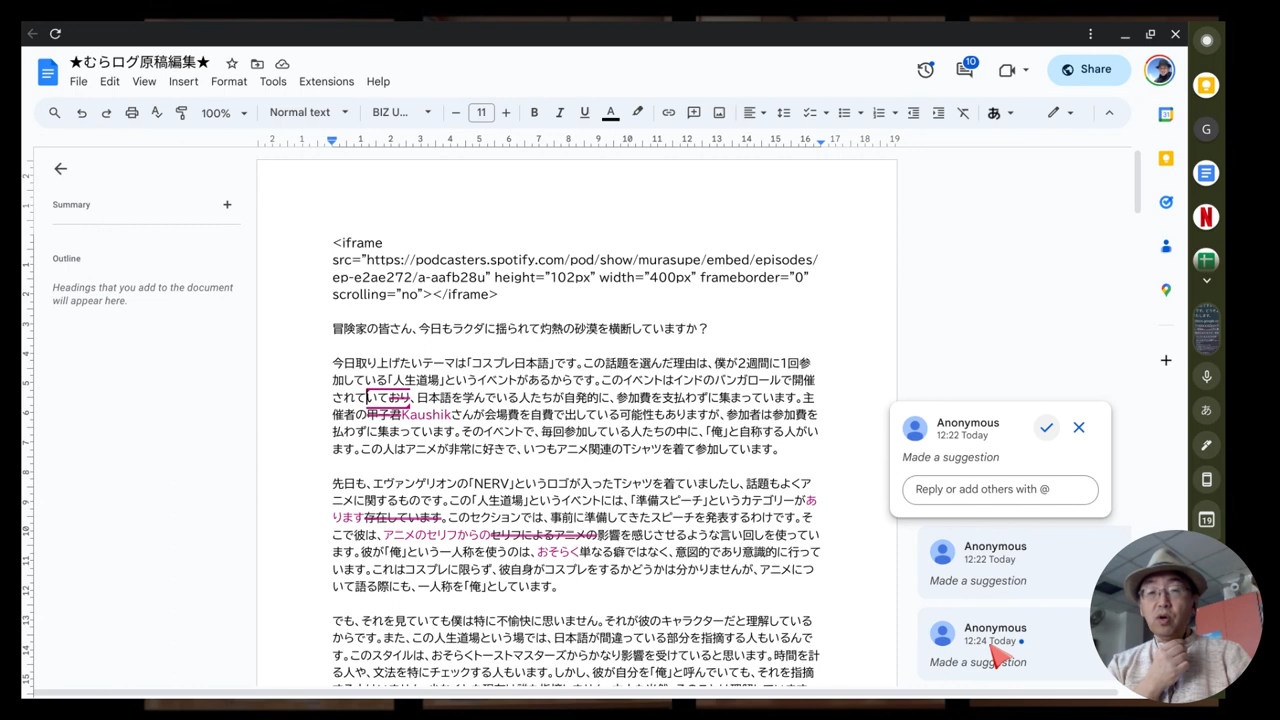 ★むらログ原稿編集★
File Edit View Insert Format Tools Extensions Help
10
Share
100% Normal text BIZ U... 11 B I U A あ
2 1 1 2 3 4 5 6 7 8 9 10 11 12 13 14 15 16 17 18 19
Summary
Outline
Headings that you add to the document
will appear here.
<iframe
src="https://podcasters.spotify.com/pod/show/murasupe/embed/episodes/
ep-e2ae272/a-aafb28u" height="102px" width="400px" frameborder="0"
scrolling="no"></iframe>
冒険家の皆さん、今日もラクダに揺られて灼熱の砂漠を横断していますか？
今日取り上げたいテーマは「コスプレ日本語」です。この話題を選んだ理由は、僕が2週間に1回参
加している「人生道場」というイベントがあるからです。このイベントはインドのバンガロールで開催
されていており、日本語を学んでいる人たちが自発的に、参加費を支払わずに集まっています。主
催者の甲子君Kaushikさんが会場費を自費で出している可能性もありますが、参加者は参加費を
払わずに集まっています。そのイベントで、毎回参加している人たちの中に、「俺」と自称する人がい
ます。この人はアニメが非常に好きで、いつもアニメ関連のTシャツを着て参加しています。
先日も、エヴァンゲリオンの「NERV」というロゴが入ったTシャツを着ていましたし、話題もよくア
ニメに関するものです。この「人生道場」というイベントには、「準備スピーチ」というカテゴリーがあ
ります存在しています。このセクションでは、事前に準備してきたスピーチを発表するわけです。そ
こで彼は、アニメのセリフからのセリフによるアニメの影響を感じさせるような言い回しを使ってい
ます。彼が「俺」という一人称を使うのは、おそらく単なる癖ではなく、意図的であり意識的に行って
います。これはコスプレに限らず、彼自身がコスプレをするかどうかは分かりませんが、アニメにつ
いて語る際にも、一人称を「俺」としています。
でも、それを見ていても僕は特に不愉快に思いません。それが彼のキャラクターだと理解している
からです。また、この人生道場という場では、日本語が間違っている部分を指摘する人もいるんで
す。このスタイルは、おそらくトーストマスターズからかなり影響を受けていると思います。時間を計
る人や、文法を特にチェックする人もいます。しかし、彼が自分を「俺」と呼んでいても、それを指摘
Anonymous
12:22 Today
Made a suggestion
Reply or add others with @
Anonymous
12:22 Today
Made a suggestion
Anonymous
12:24 Today
Made a suggestion
31
G
N
あ
19